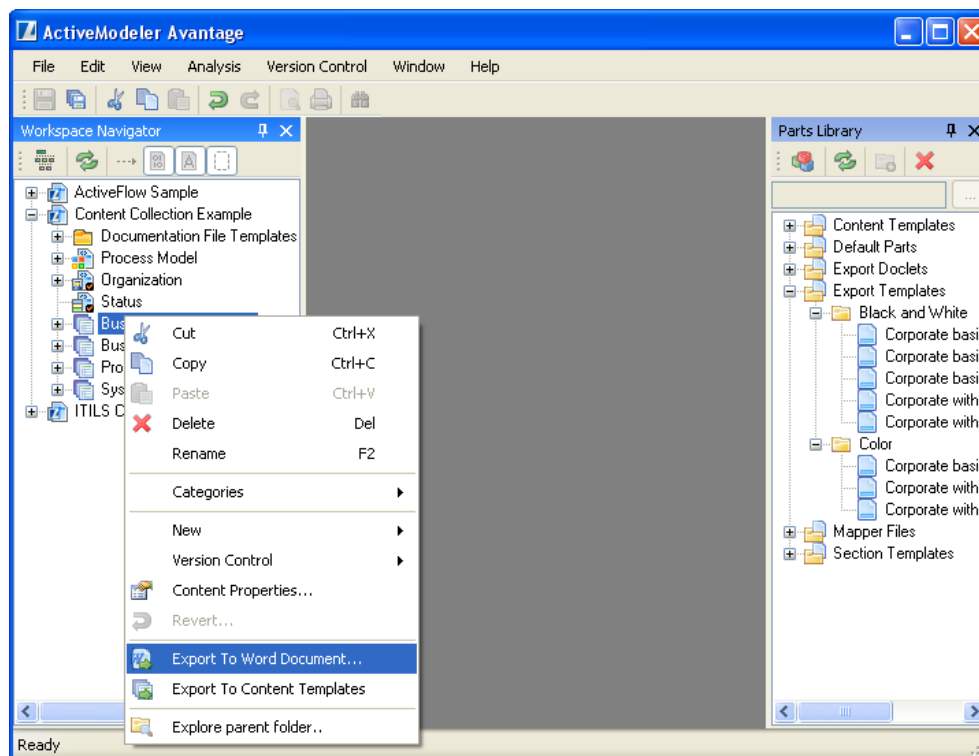 ActiveModeler Avantage
File Edit View Analysis Version Control Window Help
Workspace Navigator
ActiveFlow Sample
Content Collection Example
Documentation File Templates
Process Model
Organization
Status
Bus
Bus
Pro
Sys
ITILS C
Cut Ctrl+X
Copy Ctrl+C
Paste Ctrl+V
Delete Del
Rename F2
Categories
New
Version Control
Content Properties...
Revert...
Export To Word Document...
Export To Content Templates
Explore parent folder..
Parts Library
...
Content Templates
Default Parts
Export Doclets
Export Templates
Black and White
Corporate basi
Corporate basi
Corporate basi
Corporate with
Corporate with
Color
Corporate basi
Corporate with
Corporate with
Mapper Files
Section Templates
Ready